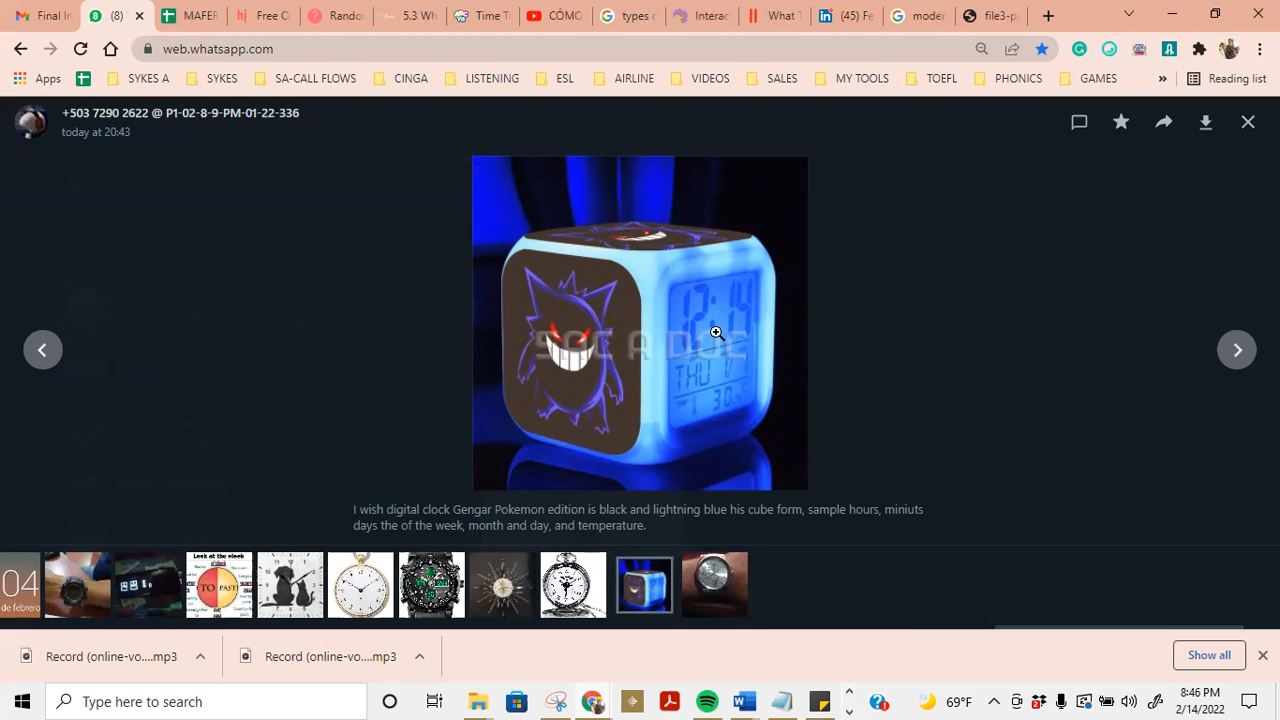 Final In
(8)
MAFER
Free O
Randor
5.3 Wh
Time T
CÓMO
types c
Interac
What T
(45) Fe
moder
file3-p
web.whatsapp.com
Apps
SYKES A
SYKES
SA-CALL FLOWS
CINGA
LISTENING
ESL
AIRLINE
VIDEOS
SALES
MY TOOLS
TOEFL
PHONICS
GAMES
»
Reading list
+503 7290 2622 @ P1-02-8-9-PM-01-22-336
today at 20:43
12:14
SAC A DOC
THU 17
30
I wish digital clock Gengar Pokemon edition is black and lightning blue his cube form, sample hours, miniuts
days the of the week, month and day, and temperature.
04
de febrero
Look at the clock
o'clock
TO PAST
Record (online-vo....mp3
Record (online-vo....mp3
Show all
Type here to search
69°F
8:46 PM
2/14/2022